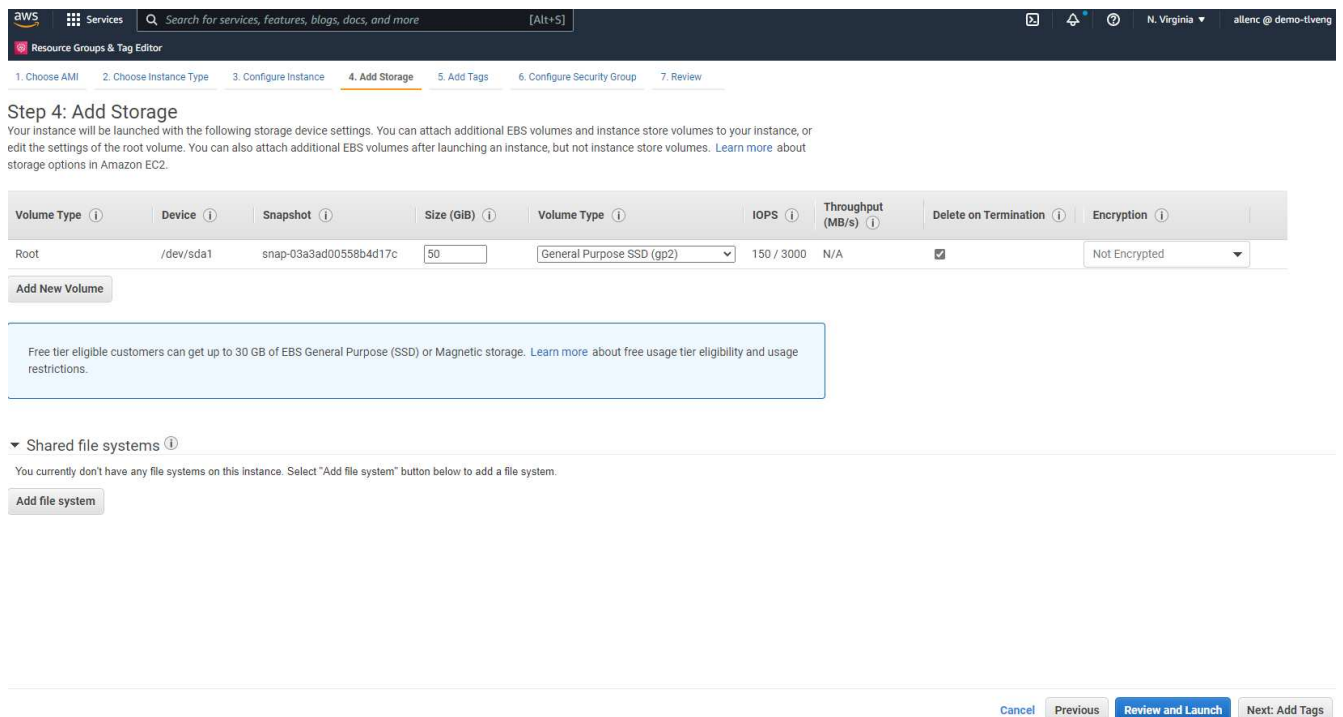 aws Services Search for services, features, blogs, docs, and more [Alt+S] N. Virginia ▼ allenc @ demo-tlveng
Resource Groups & Tag Editor
1. Choose AMI 2. Choose Instance Type 3. Configure Instance 4. Add Storage 5. Add Tags 6. Configure Security Group 7. Review
Step 4: Add Storage
Your instance will be launched with the following storage device settings. You can attach additional EBS volumes and instance store volumes to your instance, or
edit the settings of the root volume. You can also attach additional EBS volumes after launching an instance, but not instance store volumes. Learn more about
storage options in Amazon EC2.
Volume Type Device Snapshot Size (GiB) Volume Type IOPS Throughput (MB/s) Delete on Termination Encryption
Root /dev/sda1 snap-03a3ad00558b4d17c 50 General Purpose SSD (gp2) 150 / 3000 N/A Not Encrypted
Add New Volume
Free tier eligible customers can get up to 30 GB of EBS General Purpose (SSD) or Magnetic storage. Learn more about free usage tier eligibility and usage
restrictions.
Shared file systems
You currently don't have any file systems on this instance. Select "Add file system" button below to add a file system.
Add file system
Cancel Previous Review and Launch Next: Add Tags